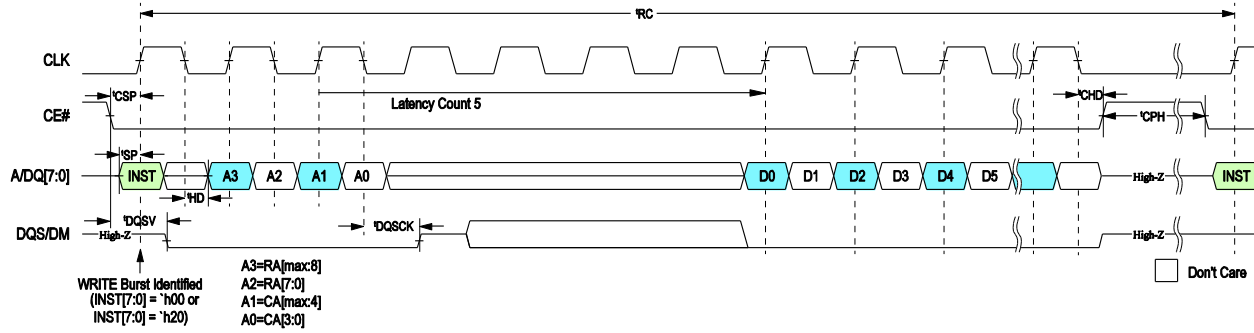 tRC
CLK
tCSP
Latency Count 5
tCHD
CE#
tCPH
tSP
A/DQ[7:0]
INST A3 A2 A1 A0 D0 D1 D2 D3 D4 D5 High-Z INST
tHD
tDQSV
tDQSCK
DQS/DM
High-Z
High-Z
WRITE Burst Identified
(INST[7:0] = `h00 or
INST[7:0] = `h20)
A3=RA[max:8]
A2=RA[7:0]
A1=CA[max:4]
A0=CA[3:0]
Don't Care